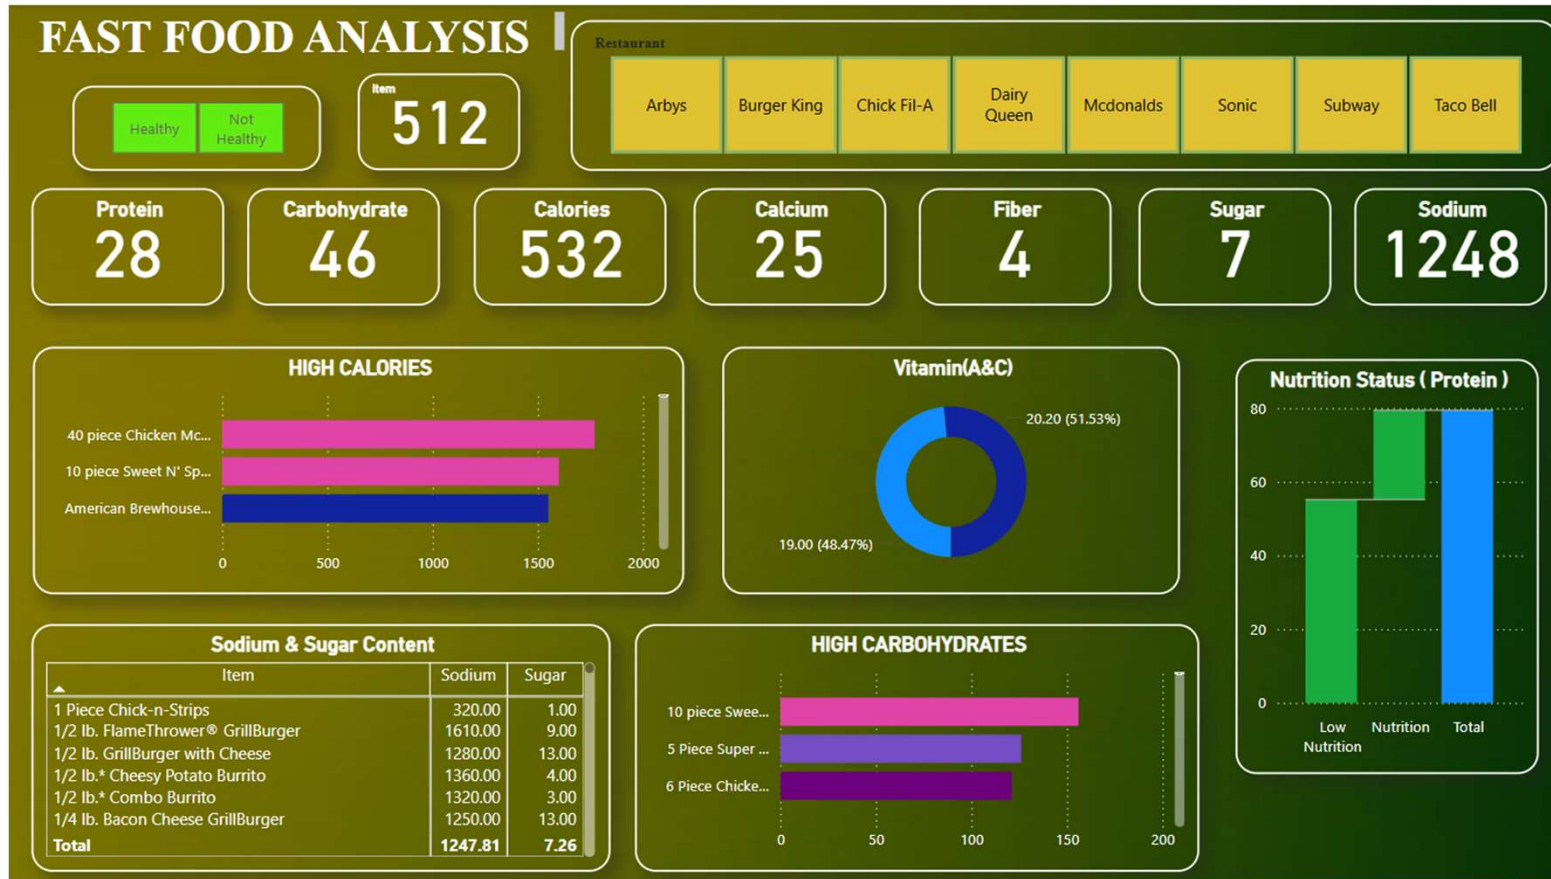 FAST FOOD ANALYSIS
Restaurant
Healthy
Not
Healthy
Item
512
Arbys
Burger King
Chick Fil-A
Dairy
Queen
Mcdonalds
Sonic
Subway
Taco Bell
Protein
28
Carbohydrate
46
Calories
532
Calcium
25
Fiber
4
Sugar
7
Sodium
1248
HIGH CALORIES
40 piece Chicken Mc...
10 piece Sweet N' Sp...
American Brewhouse...
0 500 1000 1500 2000
Vitamin(A&C)
20.20 (51.53%)
19.00 (48.47%)
Nutrition Status ( Protein )
80
60
40
20
0
Low
Nutrition
Nutrition
Total
Sodium & Sugar Content
Item Sodium Sugar
1 Piece Chick-n-Strips 320.00 1.00
1/2 lb. FlameThrower® GrillBurger 1610.00 9.00
1/2 lb. GrillBurger with Cheese 1280.00 13.00
1/2 lb.* Cheesy Potato Burrito 1360.00 4.00
1/2 lb.* Combo Burrito 1320.00 3.00
1/4 lb. Bacon Cheese GrillBurger 1250.00 13.00
Total 1247.81 7.26
HIGH CARBOHYDRATES
10 piece Swee...
5 Piece Super ...
6 Piece Chicke...
0 50 100 150 200